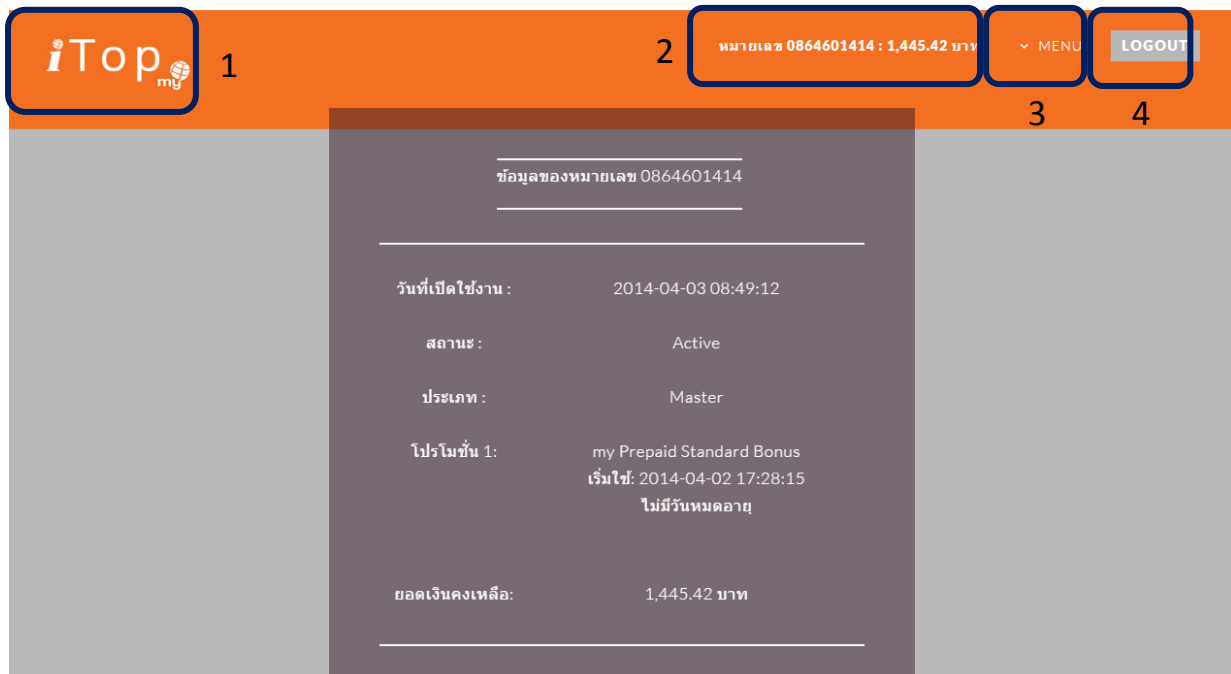 iTop
my
1
2
หมายเลข 0864601414 : 1,445.42 บาท
MENU
LOGOUT
3
4
ข้อมูลของหมายเลข 0864601414
วันที่เปิดใช้งาน : 2014-04-03 08:49:12
สถานะ : Active
ประเภท : Master
โปรโมชั่น 1: my Prepaid Standard Bonus
เริ่มใช้: 2014-04-02 17:28:15
ไม่มีวันหมดอายุ
ยอดเงินคงเหลือ: 1,445.42 บาท